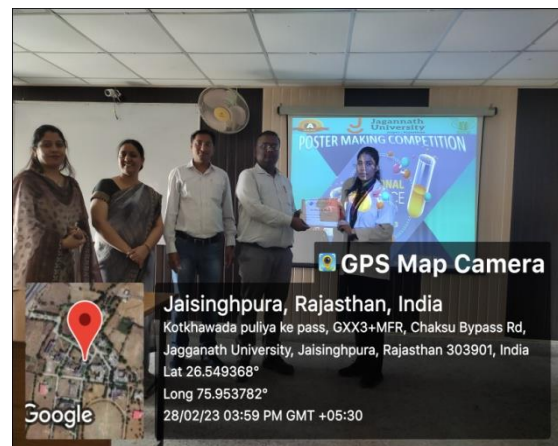 Jagannath
University
POSTER MAKING COMPETITION
GPS Map Camera
Jaisinghpura, Rajasthan, India
Kotkhawada puliya ke pass, GXX3+MFR, Chaksu Bypass Rd,
Jagganath University, Jaisinghpura, Rajasthan 303901, India
Lat 26.549368°
Long 75.953782°
28/02/23 03:59 PM GMT +05:30
Google